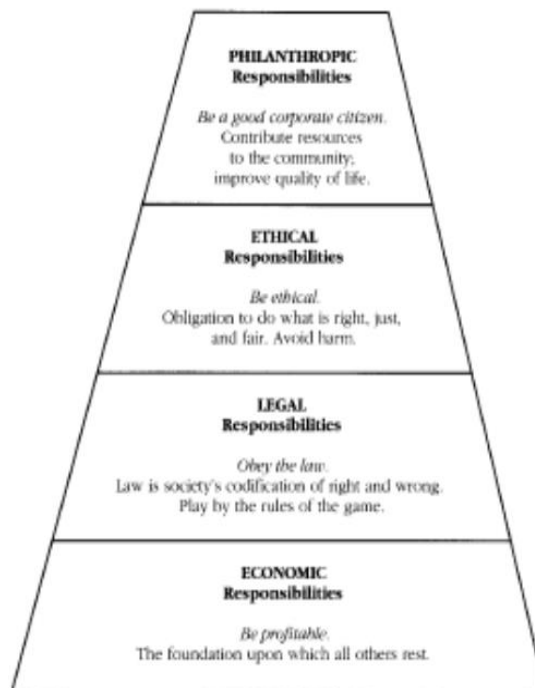 PHILANTHROPIC
Responsibilities
Be a good corporate citizen.
Contribute resources
to the community;
improve quality of life.
ETHICAL
Responsibilities
Be ethical.
Obligation to do what is right, just,
and fair. Avoid harm.
LEGAL
Responsibilities
Obey the law.
Law is society's codification of right and wrong.
Play by the rules of the game.
ECONOMIC
Responsibilities
Be profitable.
The foundation upon which all others rest.